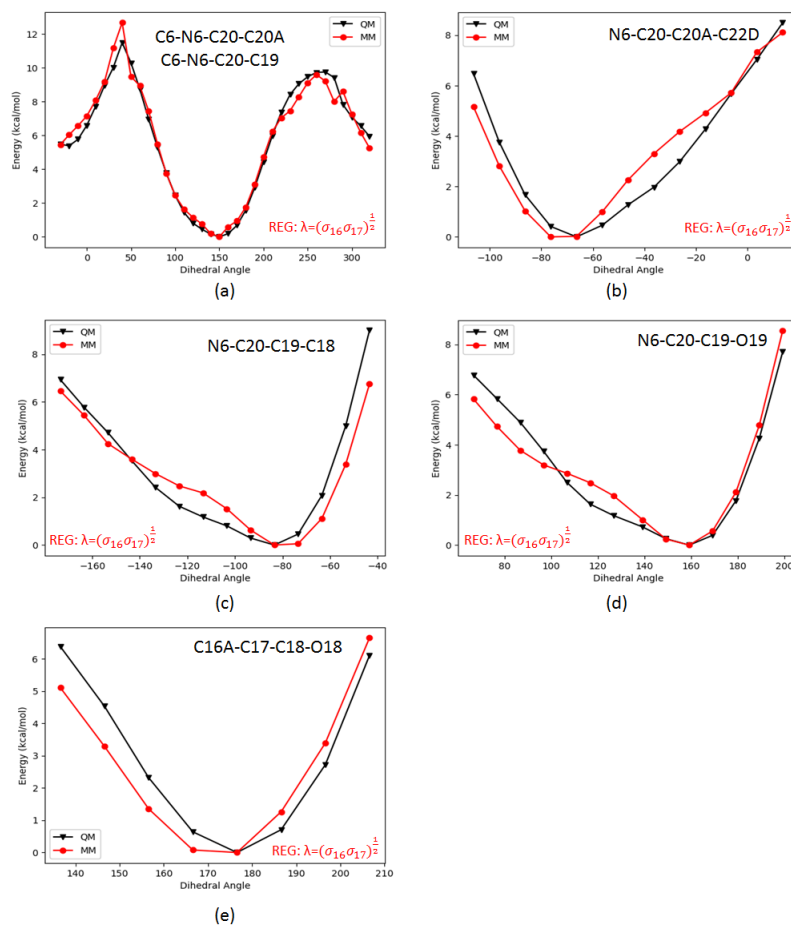 C6-N6-C20-C20A
C6-N6-C20-C19
QM
MM
12
10
8
6
4
2
0
Energy (kcal/mol)
REG: λ=(σ16σ17)^1/2
0
50
100
150
200
250
300
Dihedral Angle
(a)
N6-C20-C20A-C22D
QM
MM
8
6
4
2
0
Energy (kcal/mol)
REG: λ=(σ16σ17)^1/2
−100
−80
−60
−40
−20
0
Dihedral Angle
(b)
N6-C20-C19-C18
QM
MM
8
6
4
2
0
Energy (kcal/mol)
REG: λ=(σ16σ17)^1/2
−160
−140
−120
−100
−80
−60
−40
Dihedral Angle
(c)
N6-C20-C19-O19
QM
MM
8
6
4
2
0
Energy (kcal/mol)
REG: λ=(σ16σ17)^1/2
80
100
120
140
160
180
200
Dihedral Angle
(d)
C16A-C17-C18-O18
6
5
4
3
2
1
0
Energy (kcal/mol)
QM
MM
REG: λ=(σ16σ17)^1/2
140
150
160
170
180
190
200
210
Dihedral Angle
(e)